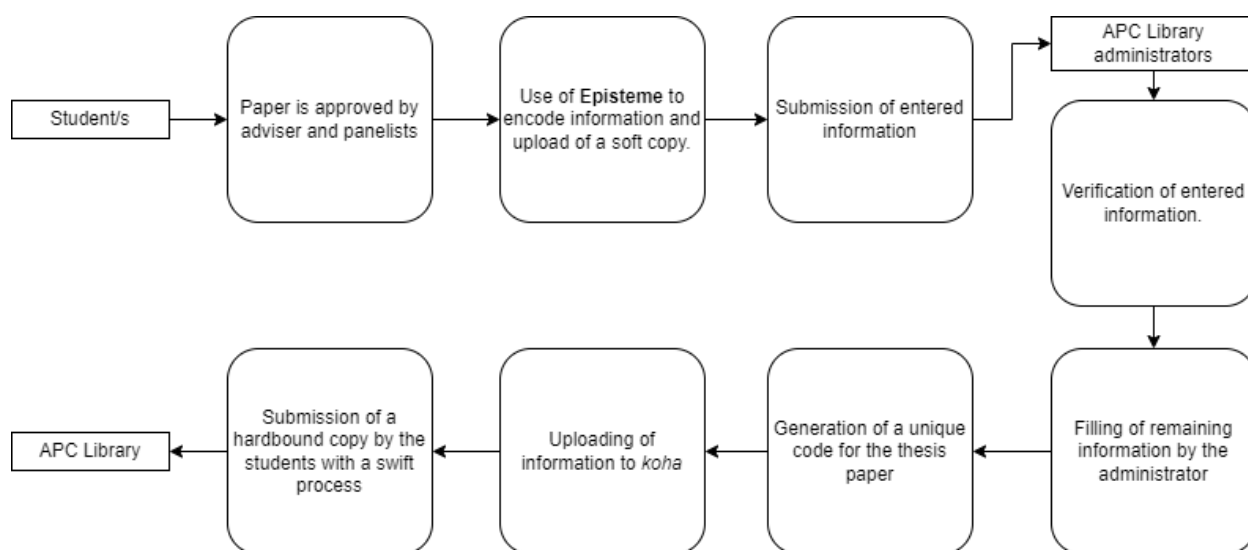 Student/s
Paper is approved by
adviser and panelists
Use of Episteme to
encode information and
upload of a soft copy.
Submission of entered
information
APC Library
administrators
Verification of entered
information.
Filling of remaining
information by the
administrator
Generation of a unique
code for the thesis
paper
Uploading of
information to koha
Submission of a
hardbound copy by the
students with a swift
process
APC Library